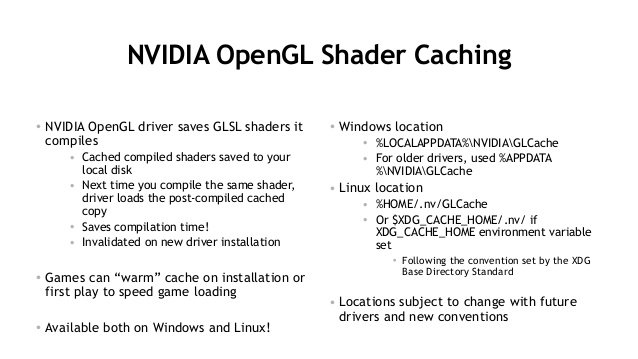 NVIDIA OpenGL Shader Caching
NVIDIA OpenGL driver saves GLSL shaders it
compiles
Cached compiled shaders saved to your
local disk
Next time you compile the same shader,
driver loads the post-compiled cached
copy
Saves compilation time!
Invalidated on new driver installation
Games can “warm” cache on installation or
first play to speed game loading
Available both on Windows and Linux!
Windows location
%LOCALAPPDATA%\NVIDIA\GLCache
For older drivers, used %APPDATA
%\NVIDIA\GLCache
Linux location
%HOME/.nv/GLCache
Or $XDG_CACHE_HOME/.nv/ if
XDG_CACHE_HOME environment variable
set
Following the convention set by the XDG
Base Directory Standard
Locations subject to change with future
drivers and new conventions